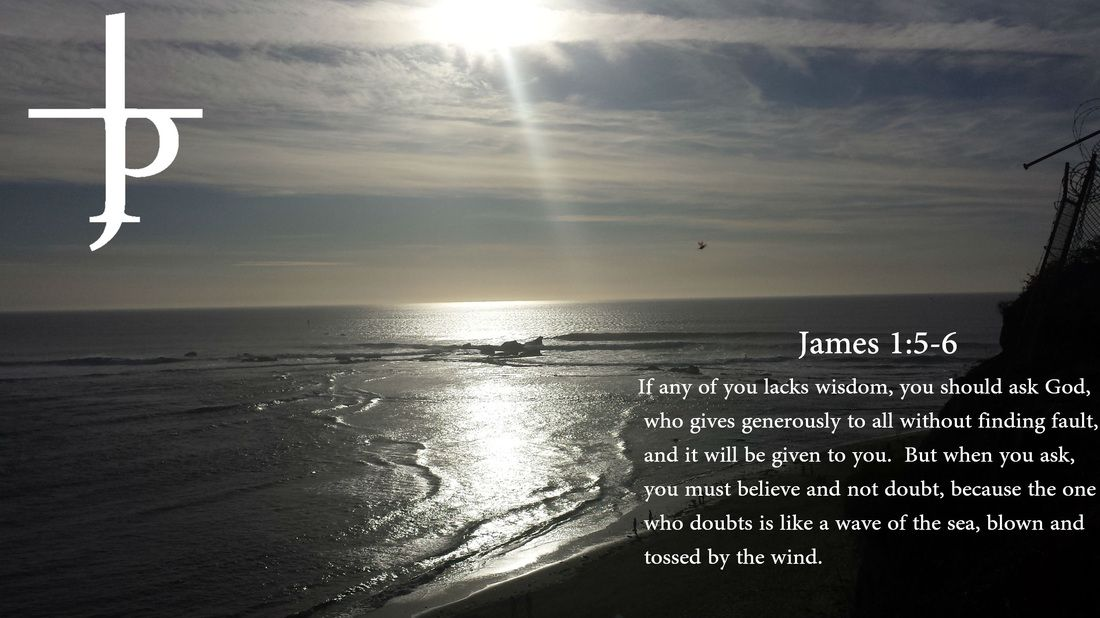 James 1:5-6
If any of you lacks wisdom, you should ask God,
who gives generously to all without finding fault,
and it will be given to you.  But when you ask,
you must believe and not doubt, because the one
who doubts is like a wave of the sea, blown and
tossed by the wind.